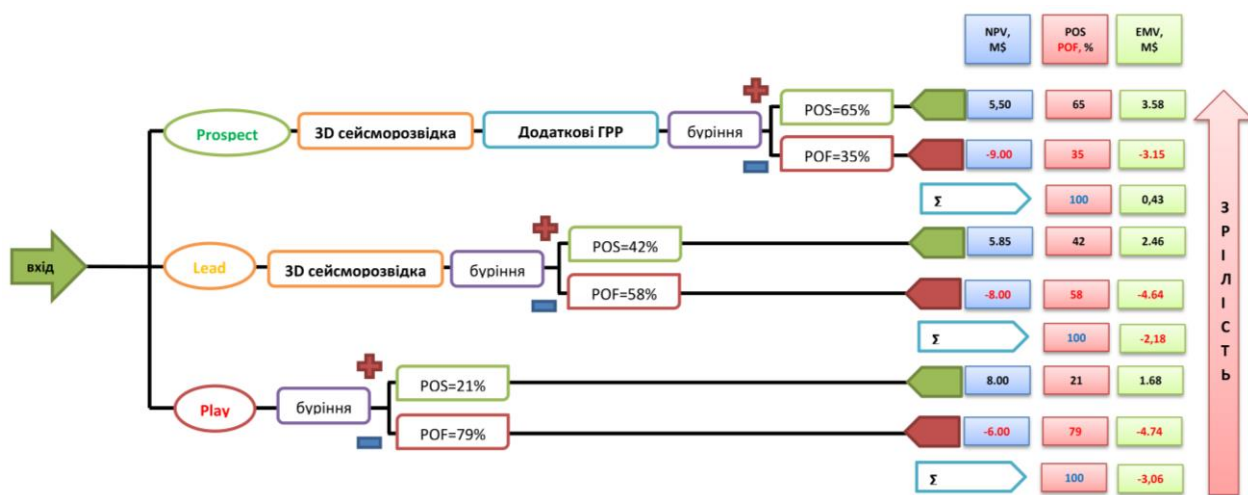 NPV,
M$
POS
POF, %
EMV,
M$
Prospect
3D сейсморозвідка
Додаткові ГРР
буріння
POS=65%
5,50
65
3.58
POF=35%
-9.00
35
-3.15
Σ
100
0,43
вхід
Lead
3D сейсморозвідка
буріння
POS=42%
5.85
42
2.46
POF=58%
-8.00
58
-4.64
Σ
100
-2,18
Play
буріння
POS=21%
8.00
21
1.68
POF=79%
-6.00
79
-4.74
Σ
100
-3,06
З
Р
І
Л
І
С
Т
Ь